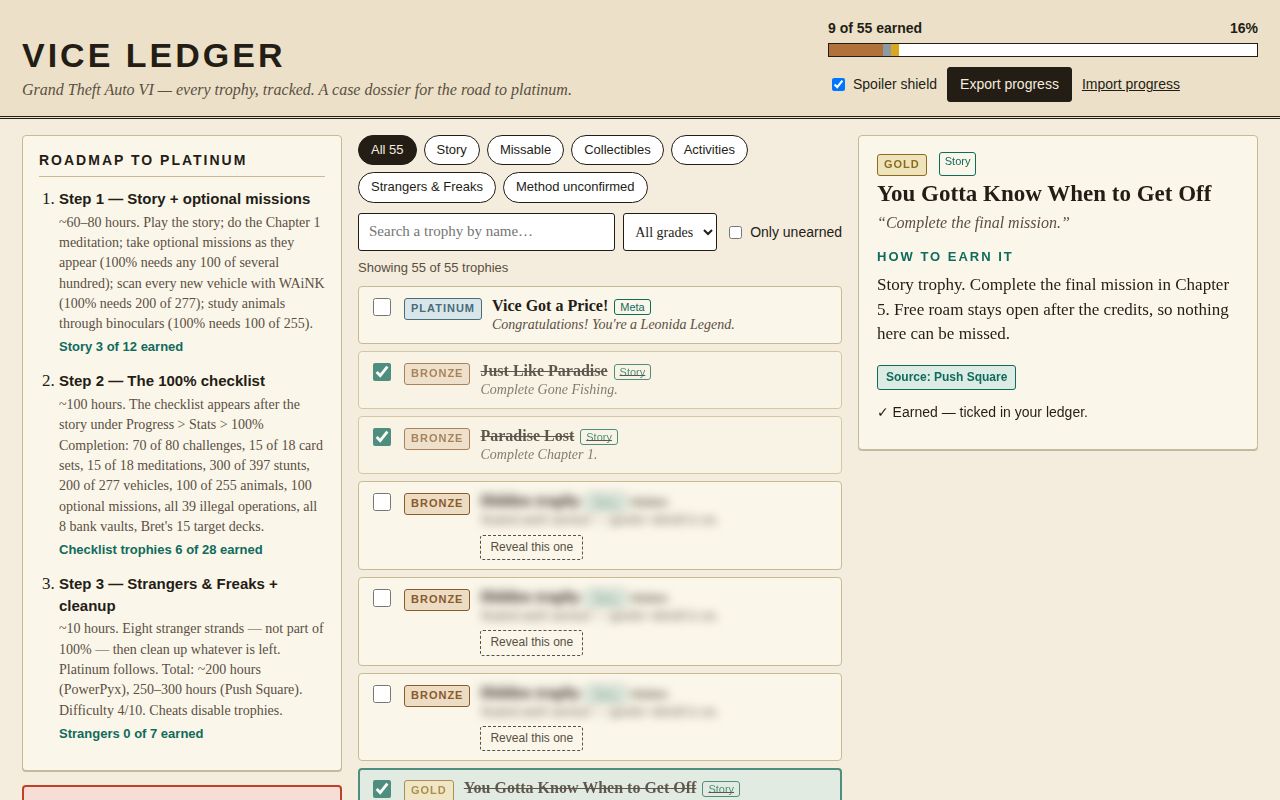 VICE LEDGER
Grand Theft Auto VI — every trophy, tracked. A case dossier for the road to platinum.
9 of 55 earned 16%
Spoiler shield Export progress Import progress
ROADMAP TO PLATINUM
1. Step 1 — Story + optional missions
~60–80 hours. Play the story; do the Chapter 1
meditation; take optional missions as they
appear (100% needs any 100 of several
hundred); scan every new vehicle with WAiNK
(100% needs 200 of 277); study animals
through binoculars (100% needs 100 of 255).
Story 3 of 12 earned
2. Step 2 — The 100% checklist
~100 hours. The checklist appears after the
story under Progress > Stats > 100%
Completion: 70 of 80 challenges, 15 of 18 card
sets, 15 of 18 meditations, 300 of 397 stunts,
200 of 277 vehicles, 100 of 255 animals, 100
optional missions, all 39 illegal operations, all
8 bank vaults, Bret's 15 target decks.
Checklist trophies 6 of 28 earned
3. Step 3 — Strangers & Freaks +
cleanup
~10 hours. Eight stranger strands — not part of
100% — then clean up whatever is left.
Platinum follows. Total: ~200 hours
(PowerPyx), 250–300 hours (Push Square).
Difficulty 4/10. Cheats disable trophies.
Strangers 0 of 7 earned
All 55 Story Missable Collectibles Activities
Strangers & Freaks Method unconfirmed
Search a trophy by name… All grades Only unearned
Showing 55 of 55 trophies
PLATINUM Vice Got a Price! Meta
Congratulations! You're a Leonida Legend.
BRONZE Just Like Paradise Story
Complete Gone Fishing.
BRONZE Paradise Lost Story
Complete Chapter 1.
BRONZE
Reveal this one
BRONZE
Reveal this one
BRONZE
Reveal this one
GOLD You Gotta Know When to Get Off Story
GOLD Story
You Gotta Know When to Get Off
“Complete the final mission.”
HOW TO EARN IT
Story trophy. Complete the final mission in Chapter
5. Free roam stays open after the credits, so nothing
here can be missed.
Source: Push Square
✓ Earned — ticked in your ledger.